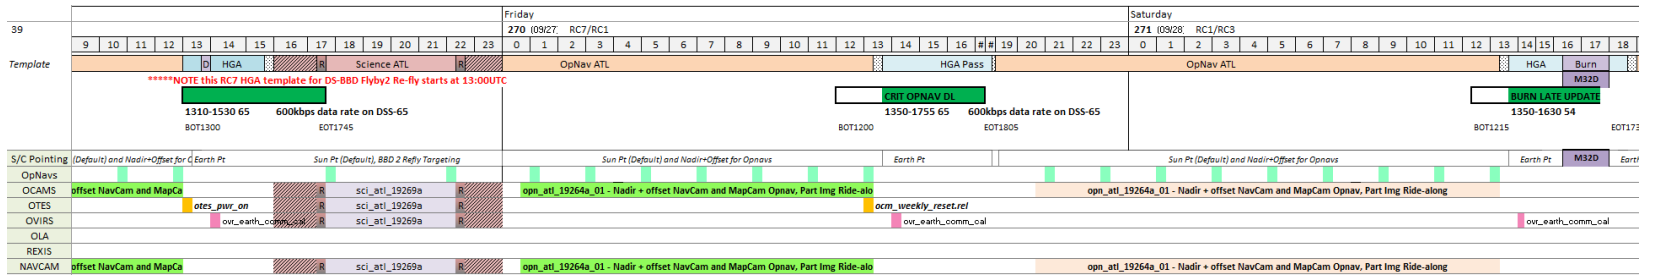 Friday Saturday
39 270 (09/27) RC7/RC1 271 (09/28) RC1/RC3
9 10 11 12 13 14 15 16 17 18 19 20 21 22 23 0 1 2 3 4 5 6 7 8 9 10 11 12 13 14 15 16 # # 19 20 21 22 23 0 1 2 3 4 5 6 7 8 9 10 11 12 13 14 15 16 17 18
Template D HGA R Science ATL R OpNav ATL HGA Pass OpNav ATL HGA Burn
*****NOTE this RC7 HGA template for DS-BBD Flyby2 Re-fly starts at 13:00UTC M32D
CRIT OPNAV DL BURN LATE UPDATE
1310-1530 65 600kbps data rate on DSS-65 1350-1755 65 600kbps data rate on DSS-65 1350-1630 54
BOT1300 EOT1745 BOT1200 EOT1805 BOT1215 EOT173
S/C Pointing (Default) and Nadir+Offset for O Earth Pt Sun Pt (Default), BBD 2 Refly Targeting Sun Pt (Default) and Nadir+Offset for Opnavs Earth Pt Sun Pt (Default) and Nadir+Offset for Opnavs Earth Pt M32D Earth
OpNavs
OCAMS offset NavCam and MapCa R sci_atl_19269a R opn_atl_19264a_01 - Nadir + offset NavCam and MapCam Opnav, Part Img Ride-alo opn_atl_19264a_01 - Nadir + offset NavCam and MapCam Opnav, Part Img Ride-along
OTES otes_pwr_on R sci_atl_19269a R ocm_weekly_reset.rel
OVIRS ovr_earth_comm_cal R sci_atl_19269a R ovr_earth_comm_cal ovr_earth_comm_cal
OLA
REXIS
NAVCAM offset NavCam and MapCa R sci_atl_19269a R opn_atl_19264a_01 - Nadir + offset NavCam and MapCam Opnav, Part Img Ride-alo opn_atl_19264a_01 - Nadir + offset NavCam and MapCam Opnav, Part Img Ride-along